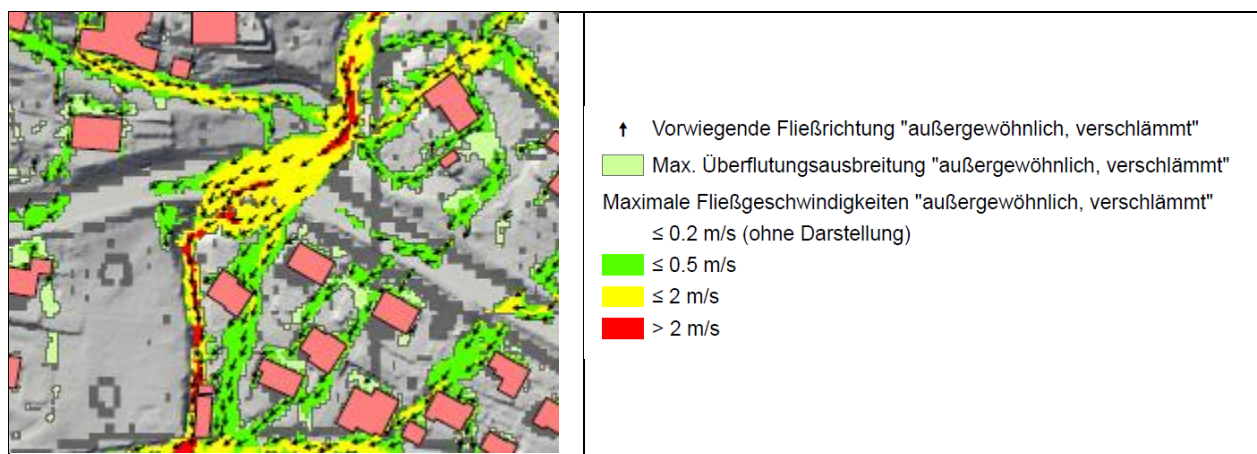 Vorwiegende Fließrichtung "außergewöhnlich, verschlämmt"
Max. Überflutungsausbreitung "außergewöhnlich, verschlämmt"
Maximale Fließgeschwindigkeiten "außergewöhnlich, verschlämmt"
≤ 0.2 m/s (ohne Darstellung)
≤ 0.5 m/s
≤ 2 m/s
> 2 m/s